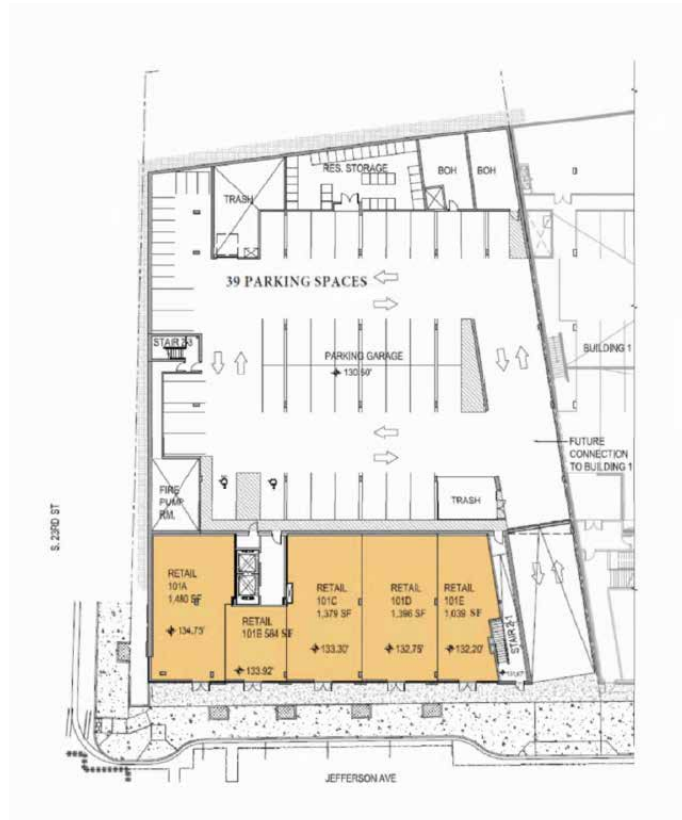 RES. STORAGE
BOH
BOH
TRASH
39 PARKING SPACES
STAIR 2-3
PARKING GARAGE
130.50'
BUILDING 1
FUTURE
CONNECTION
TO BUILDING 1
FIRE
PUMP
RM.
TRASH
S. 23RD ST
RETAIL
101A
1,480 SF
134.75'
RETAIL
101B 584 SF
133.92'
RETAIL
101C
1,379 SF
133.30'
RETAIL
101D
1,396 SF
132.75'
RETAIL
101E
1,039 SF
132.20'
STAIR 2-1
JEFFERSON AVE